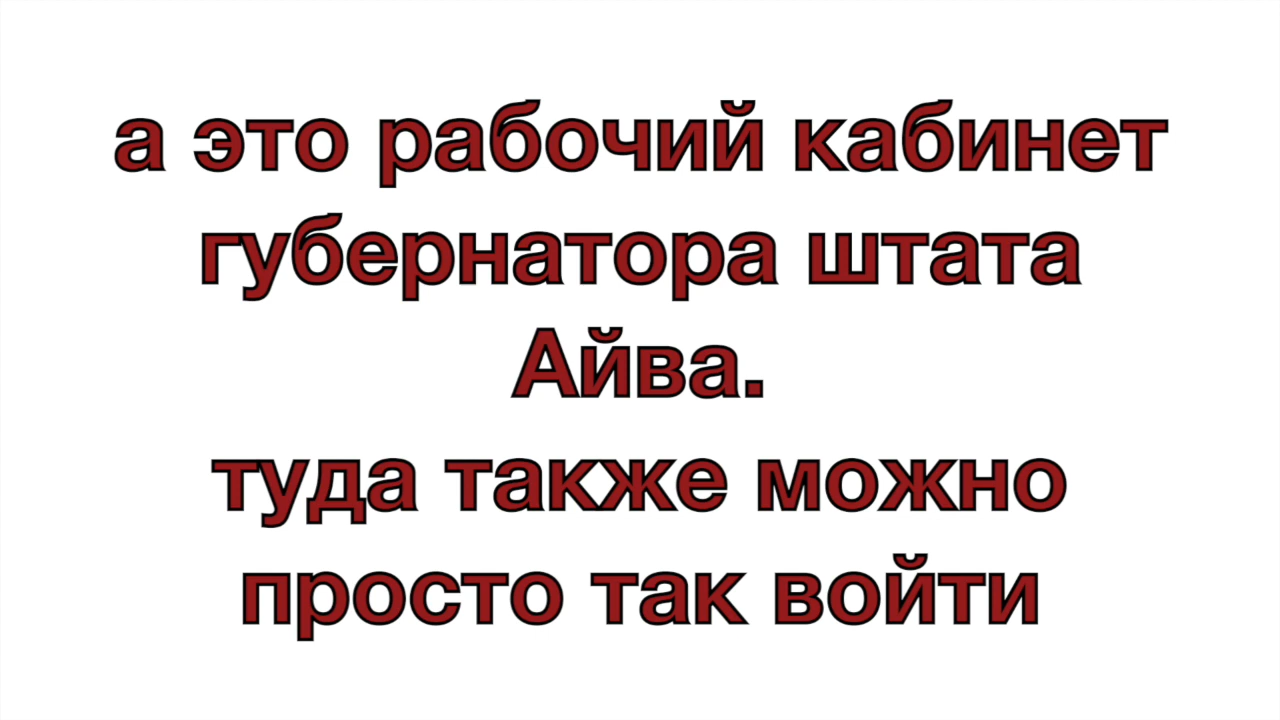 а это рабочий кабинет
губернатора штата
Айва.
туда также можно
просто так войти